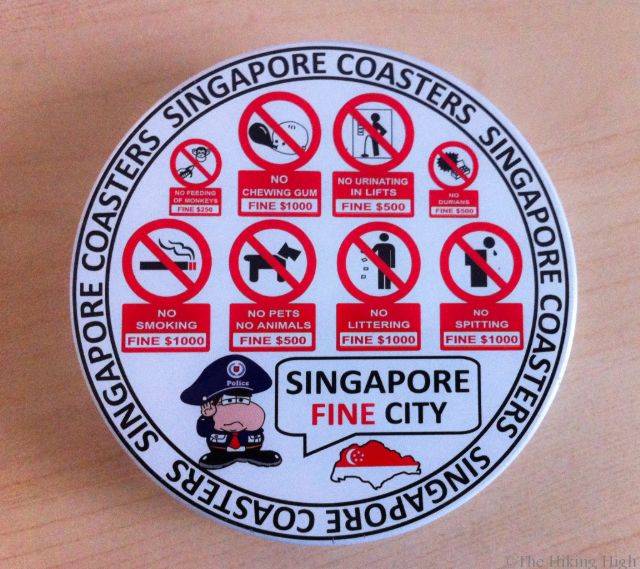 SINGAPORE COASTERS SINGAPORE COASTERS SINGAPORE COASTERS SINGAPORE COASTERS
NO FEEDING
OF MONKEYS
FINE $250
NO
CHEWING GUM
FINE $1000
NO URINATING
IN LIFTS
FINE $500
NO
DURIANS
FINE $500
NO
SMOKING
FINE $1000
NO PETS
NO ANIMALS
FINE $500
NO
LITTERING
FINE $1000
NO
SPITTING
FINE $1000
Police
SINGAPORE
FINE CITY
©The Hiking High